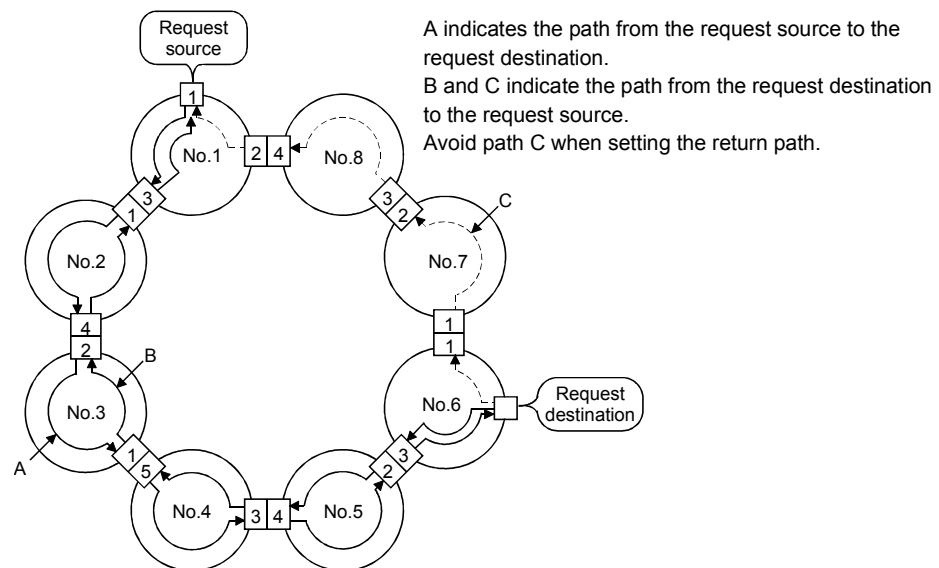 Request
source
A indicates the path from the request source to the
request destination.
B and C indicate the path from the request destination
to the request source.
Avoid path C when setting the return path.
1
No.1
2 4
No.8
3
1
3
2
C
No.2
No.7
4
2
1
1
B
No.3
A
No.6
Request
destination
1
5
3
2
No.4
3 4
No.5